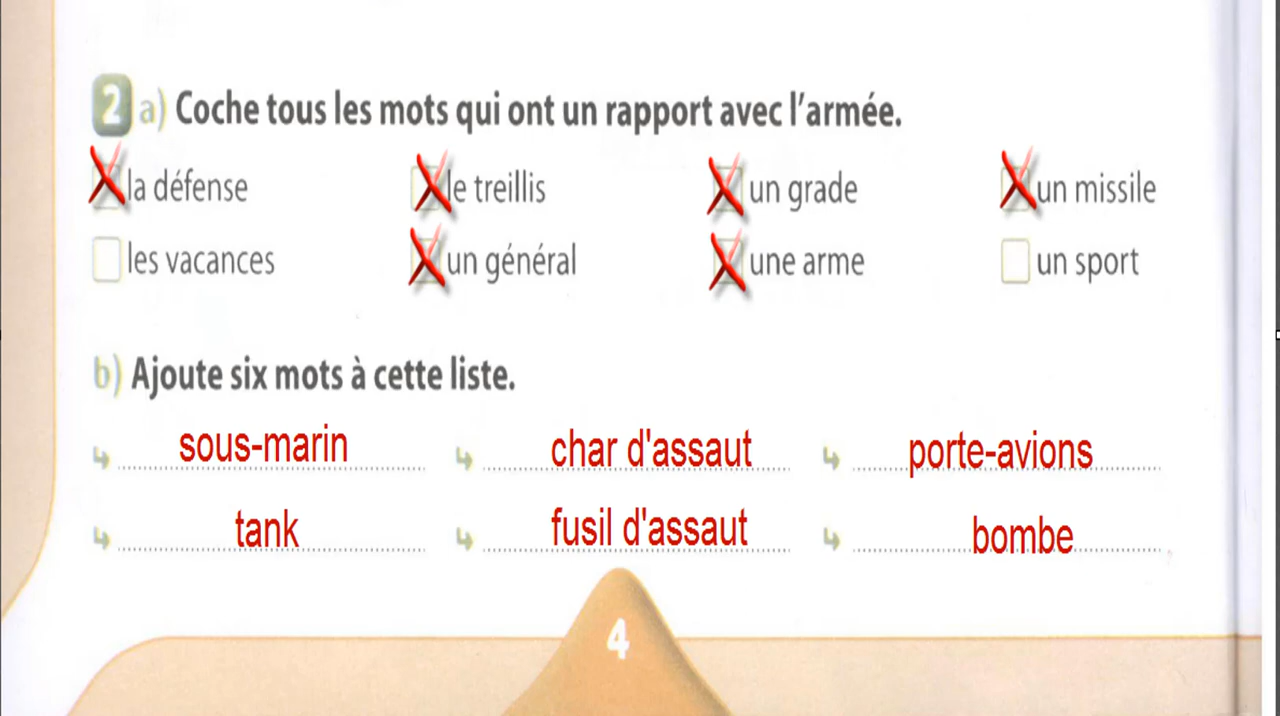 2 a) Coche tous les mots qui ont un rapport avec l'armée.
la défense le treillis un grade un missile
les vacances un général une arme un sport
b) Ajoute six mots à cette liste.
sous-marin char d'assaut porte-avions
tank fusil d'assaut bombe
4